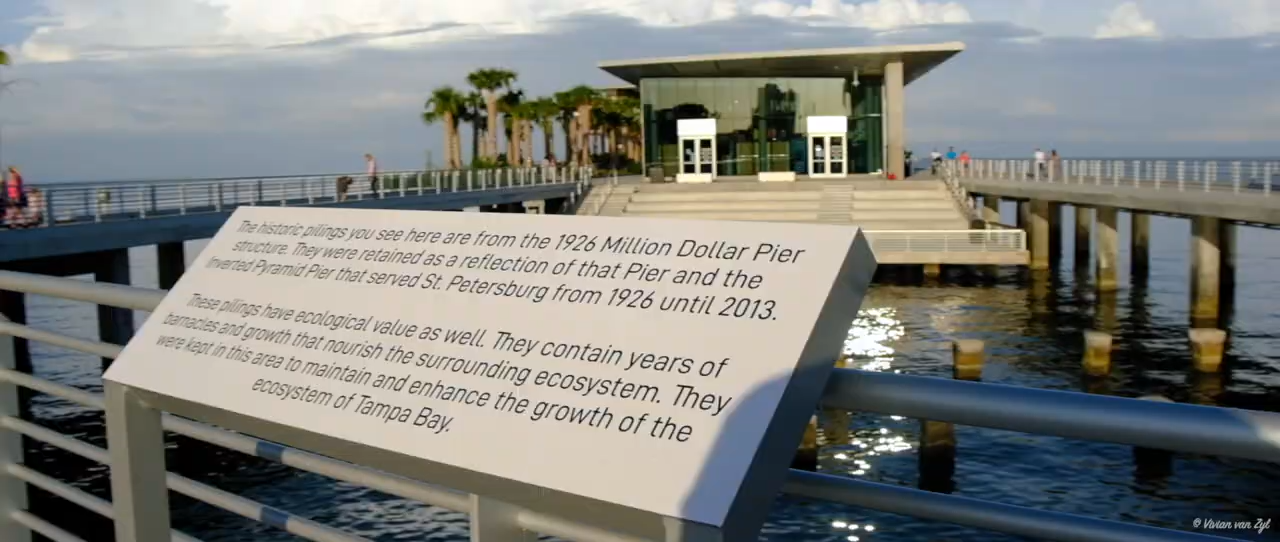 The historic pilings you see here are from the 1926 Million Dollar Pier
structure. They were retained as a reflection of that Pier and the
Inverted Pyramid Pier that served St. Petersburg from 1926 until 2013.
These pilings have ecological value as well. They contain years of
barnacles and growth that nourish the surrounding ecosystem. They
were kept in this area to maintain and enhance the growth of the
ecosystem of Tampa Bay.
© Vivian van Zyl